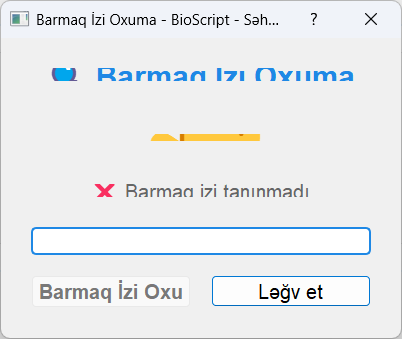 Barmaq İzi Oxuma - BioScript - Səh...
Barmaq İzi Oxuma
Barmaq izi tanınmadı
Barmaq İzi Oxu
Ləğv et